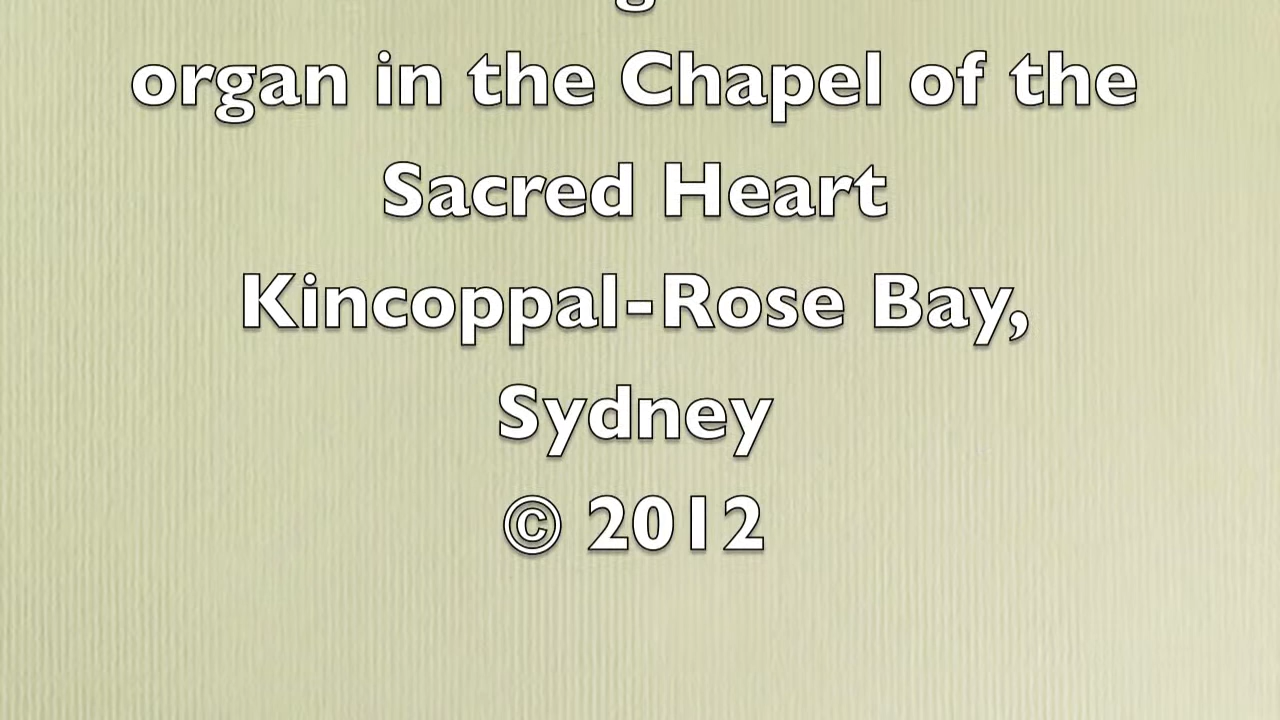 organ in the Chapel of the
Sacred Heart
Kincoppal-Rose Bay,
Sydney
© 2012